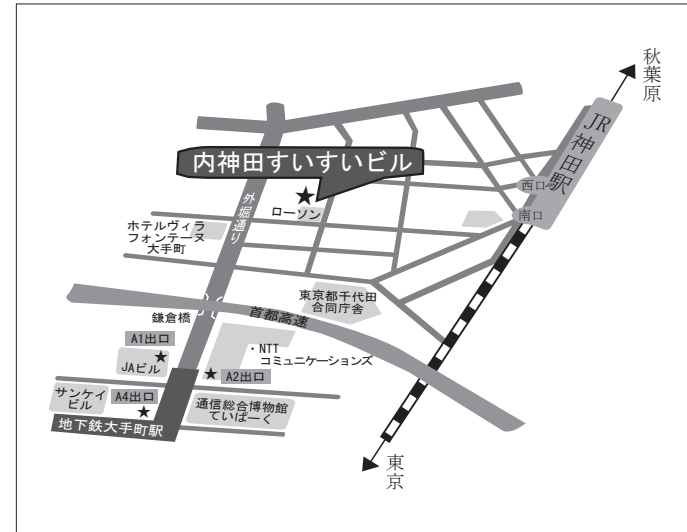 秋葉原
JR神田駅
内神田すいすいビル
西口
ローソン
南口
外堀通り
ホテルヴィラ
フォンテーヌ
大手町
東京都千代田
合同庁舎
首都高速
鎌倉橋
A1出口
・NTT
コミュニケーションズ
JAビル
A2出口
サンケイ
ビル
A4出口
通信総合博物館
ていぱーく
地下鉄大手町駅
東京